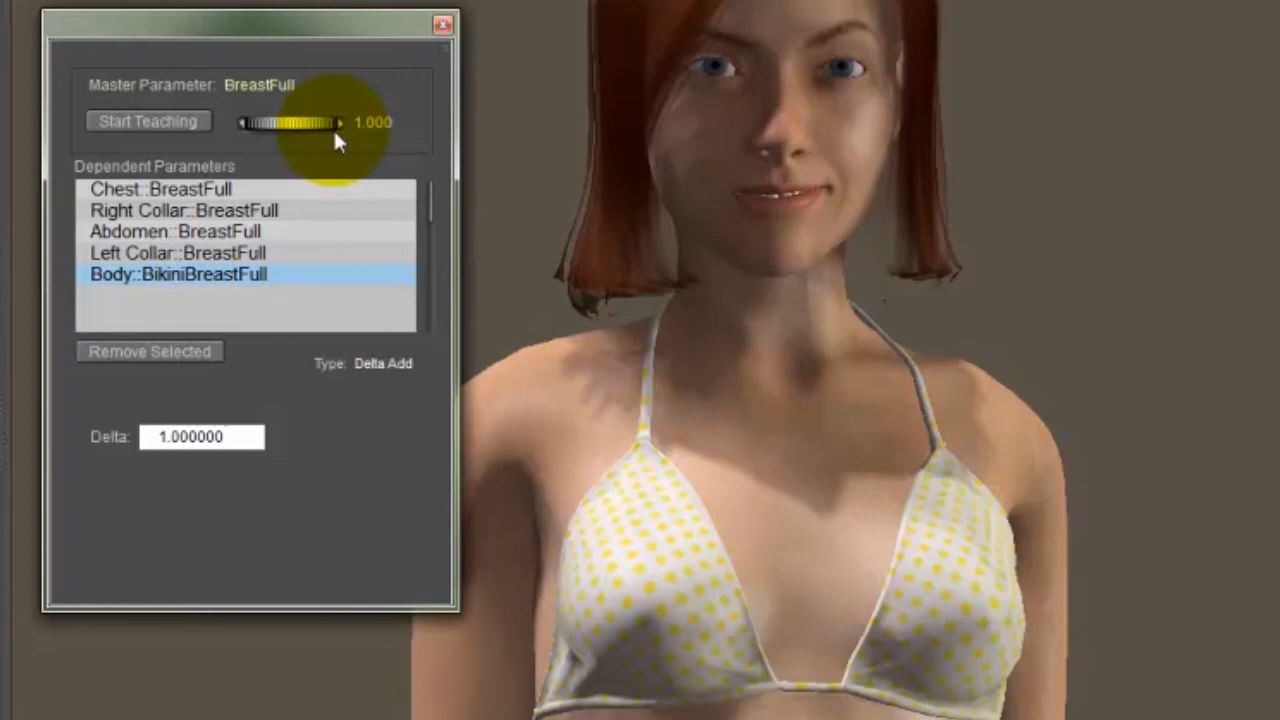 Master Parameter: BreastFull
Start Teaching 1.000
Dependent Parameters
Chest::BreastFull
Right Collar::BreastFull
Abdomen::BreastFull
Left Collar::BreastFull
Body::BikiniBreastFull
Remove Selected
Type: Delta Add
Delta: 1.000000